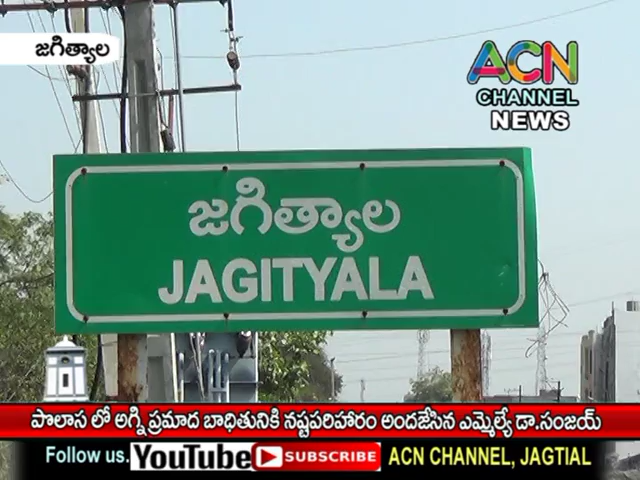 జగిత్యాల
ACN
CHANNEL
NEWS
జగిత్యాల
JAGITYALA
పొలాస లో అగ్ని ప్రమాద బాధితునికి నష్టపరిహారం అందజేసిన ఎమ్మెల్యే డా.సంజయ్
Follow us. YouTube SUBSCRIBE ACN CHANNEL, JAGTIAL